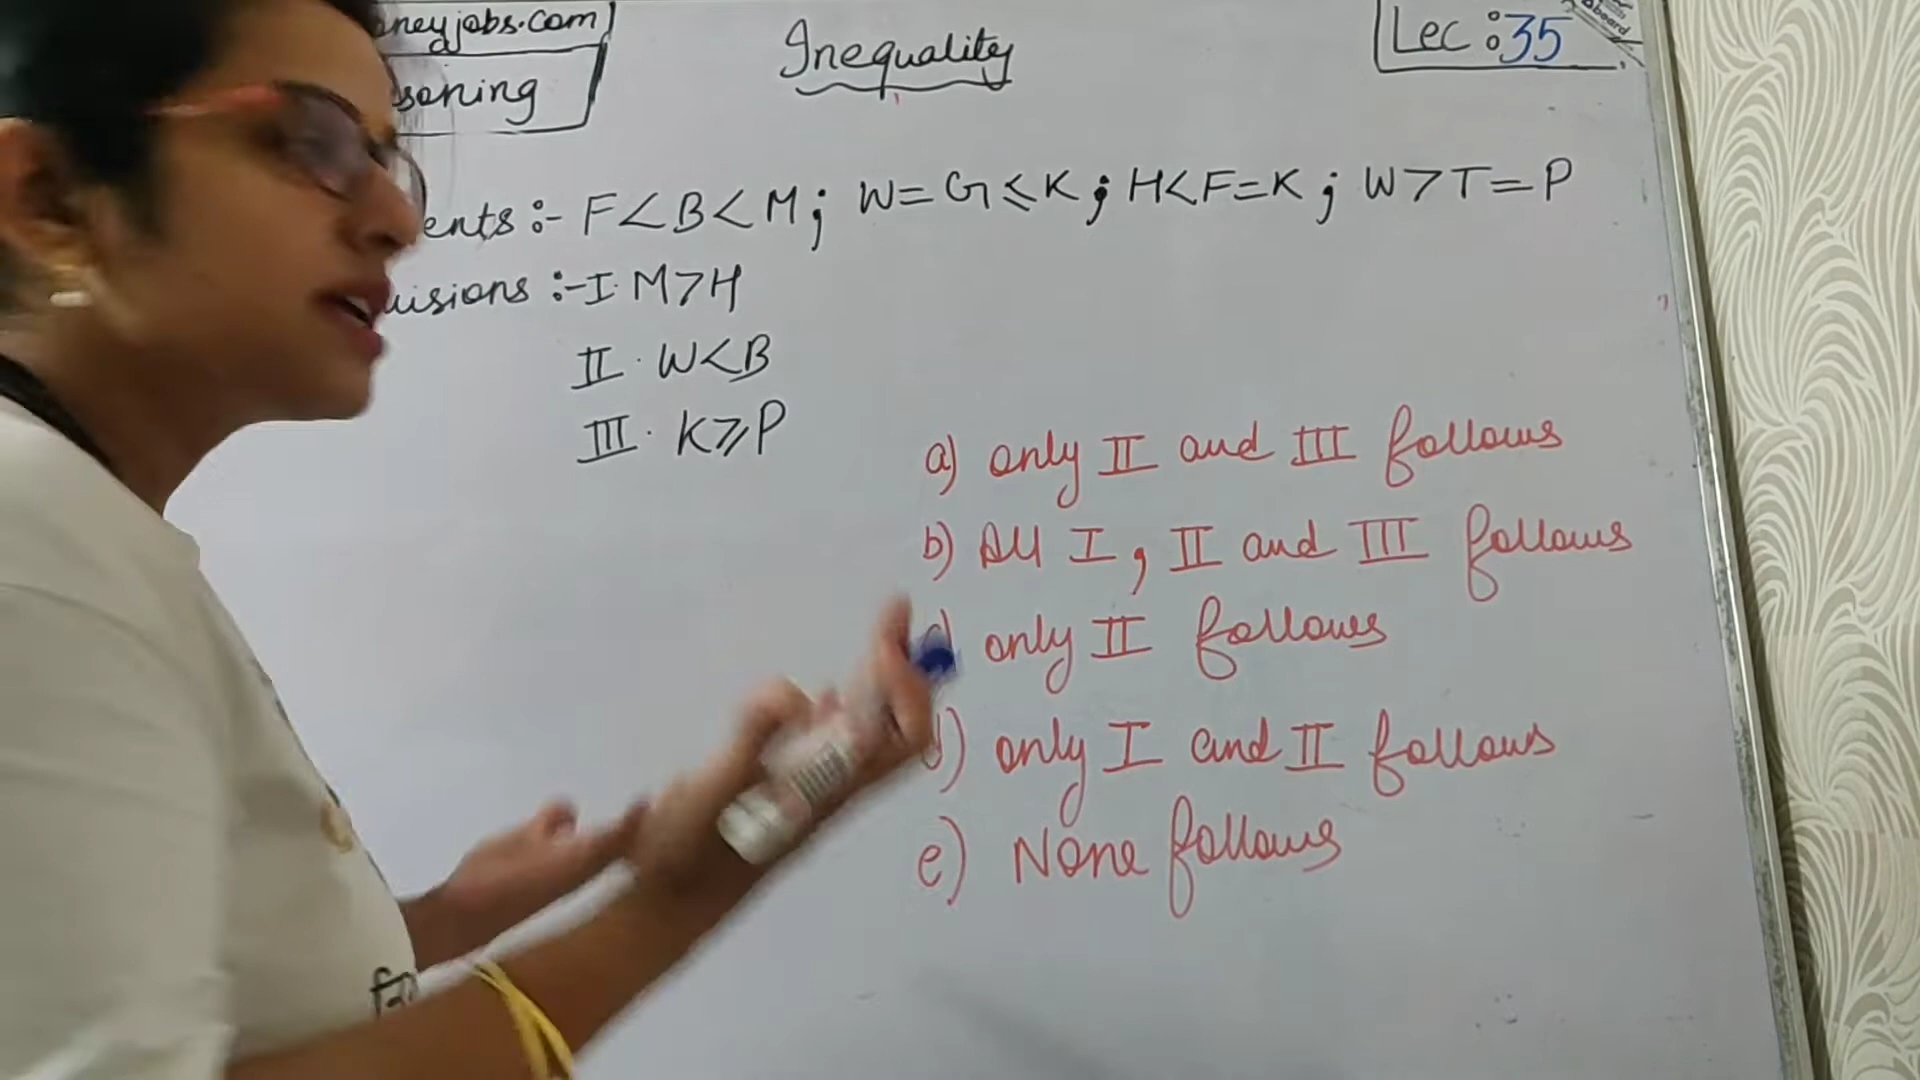 neyjobs.com
soning
Inequality
Lec : 35
ents :- F < B < M ; W = G ⩽ K ; H < F = K ; W > T = P
usions :- I. M > H
II. W < B
III. K ⩾ P
a) only II and III follows
b) All I, II and III follows
c) only II follows
d) only I and II follows
e) None follows